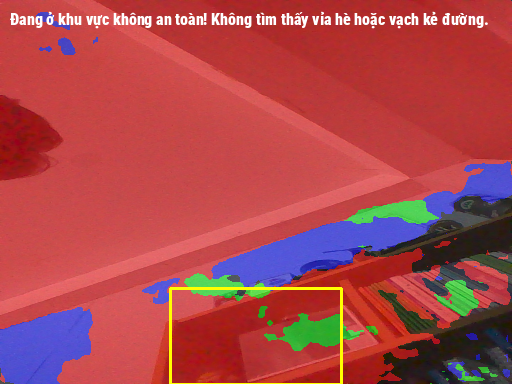 Đang ở khu vực không an toàn! Không tìm thấy vỉa hè hoặc vạch kẻ đường.